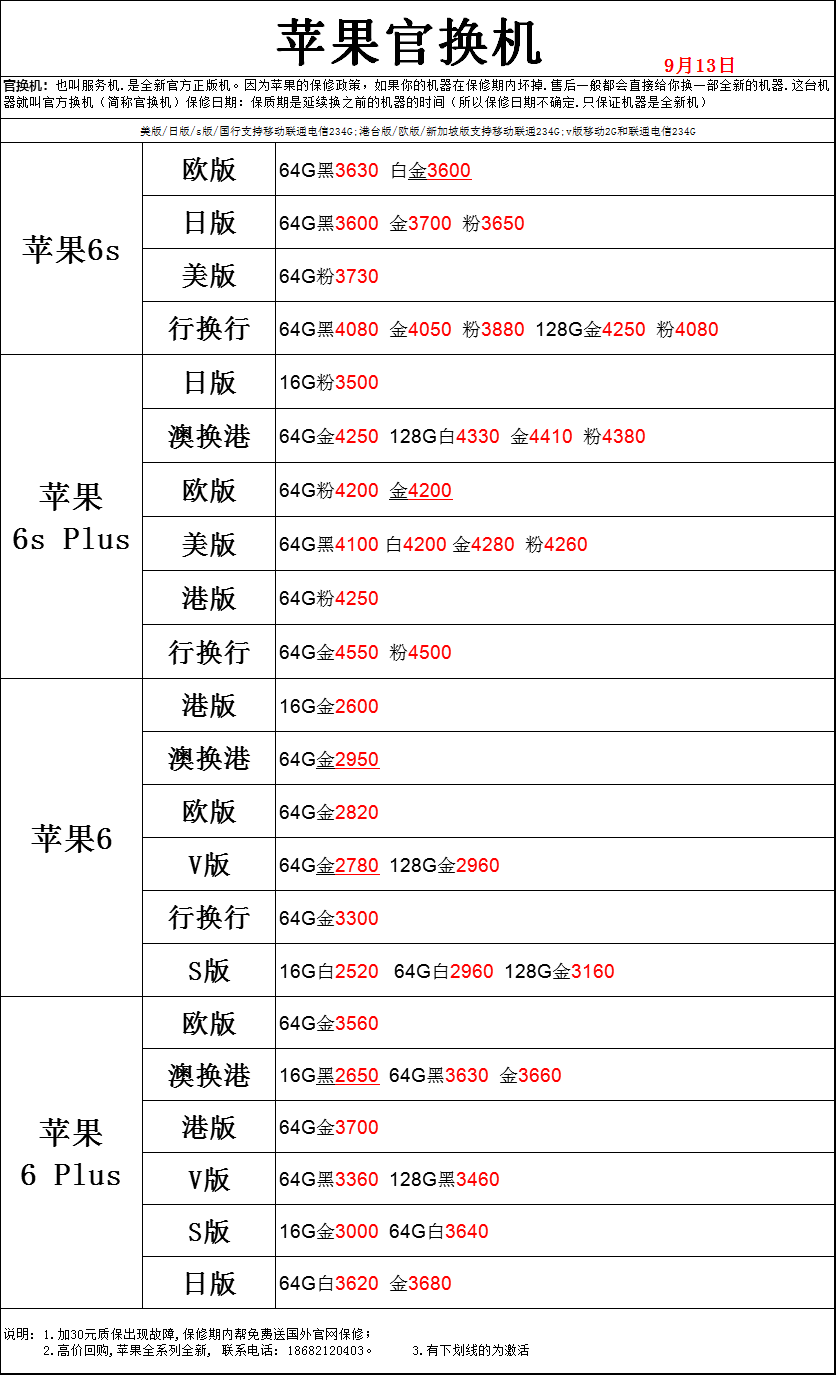 苹果官换机
9月13日
官换机：也叫服务机.是全新官方正版机。因为苹果的保修政策，如果你的机器在保修期内坏掉.售后一般都会直接给你换一部全新的机器.这台机
器就叫官方换机（简称官换机）保修日期：保质期是延续换之前的机器的时间（所以保修日期不确定.只保证机器是全新机）
美版/日版/s版/国行支持移动联通电信234G;港台版/欧版/新加坡版支持移动联通234G;v版移动2G和联通电信234G
苹果6s
欧版 64G黑3630 白金3600
日版 64G黑3600 金3700 粉3650
美版 64G粉3730
行换行 64G黑4080 金4050 粉3880 128G金4250 粉4080
苹果
6s Plus
日版 16G粉3500
澳换港 64G金4250 128G白4330 金4410 粉4380
欧版 64G粉4200 金4200
美版 64G黑4100 白4200 金4280 粉4260
港版 64G粉4250
行换行 64G金4550 粉4500
苹果6
港版 16G金2600
澳换港 64G金2950
欧版 64G金2820
V版 64G金2780 128G金2960
行换行 64G金3300
S版 16G白2520 64G白2960 128G金3160
苹果
6 Plus
欧版 64G金3560
澳换港 16G黑2650 64G黑3630 金3660
港版 64G金3700
V版 64G黑3360 128G黑3460
S版 16G金3000 64G白3640
日版 64G白3620 金3680
说明：1.加30元质保出现故障,保修期内帮免费送国外官网保修；
2.高价回购,苹果全系列全新, 联系电话：18682120403。 3.有下划线的为激活